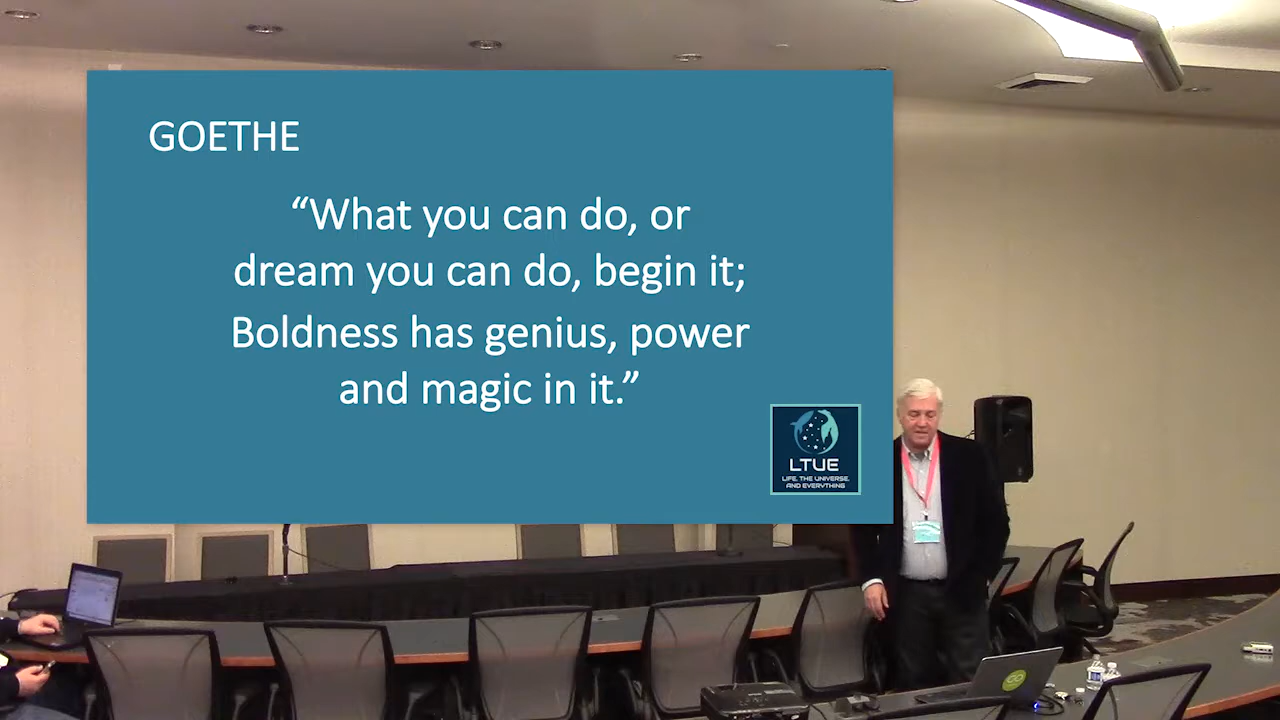 GOETHE
“What you can do, or
dream you can do, begin it;
Boldness has genius, power
and magic in it.”
LTUE
LIFE, THE UNIVERSE,
AND EVERYTHING